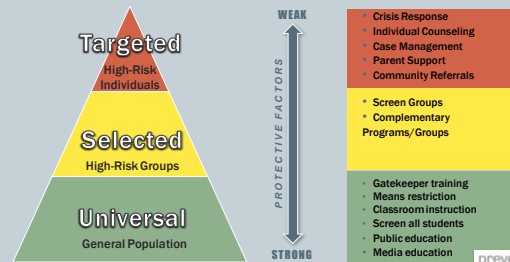 Targeted
High-Risk
Individuals
Selected
High-Risk Groups
Universal
General Population
WEAK
PROTECTIVE FACTORS
STRONG
• Crisis Response
• Individual Counseling
• Case Management
• Parent Support
• Community Referrals
• Screen Groups
• Complementary
Programs/Groups
• Gatekeeper training
• Means restriction
• Classroom instruction
• Screen all students
• Public education
• Media education